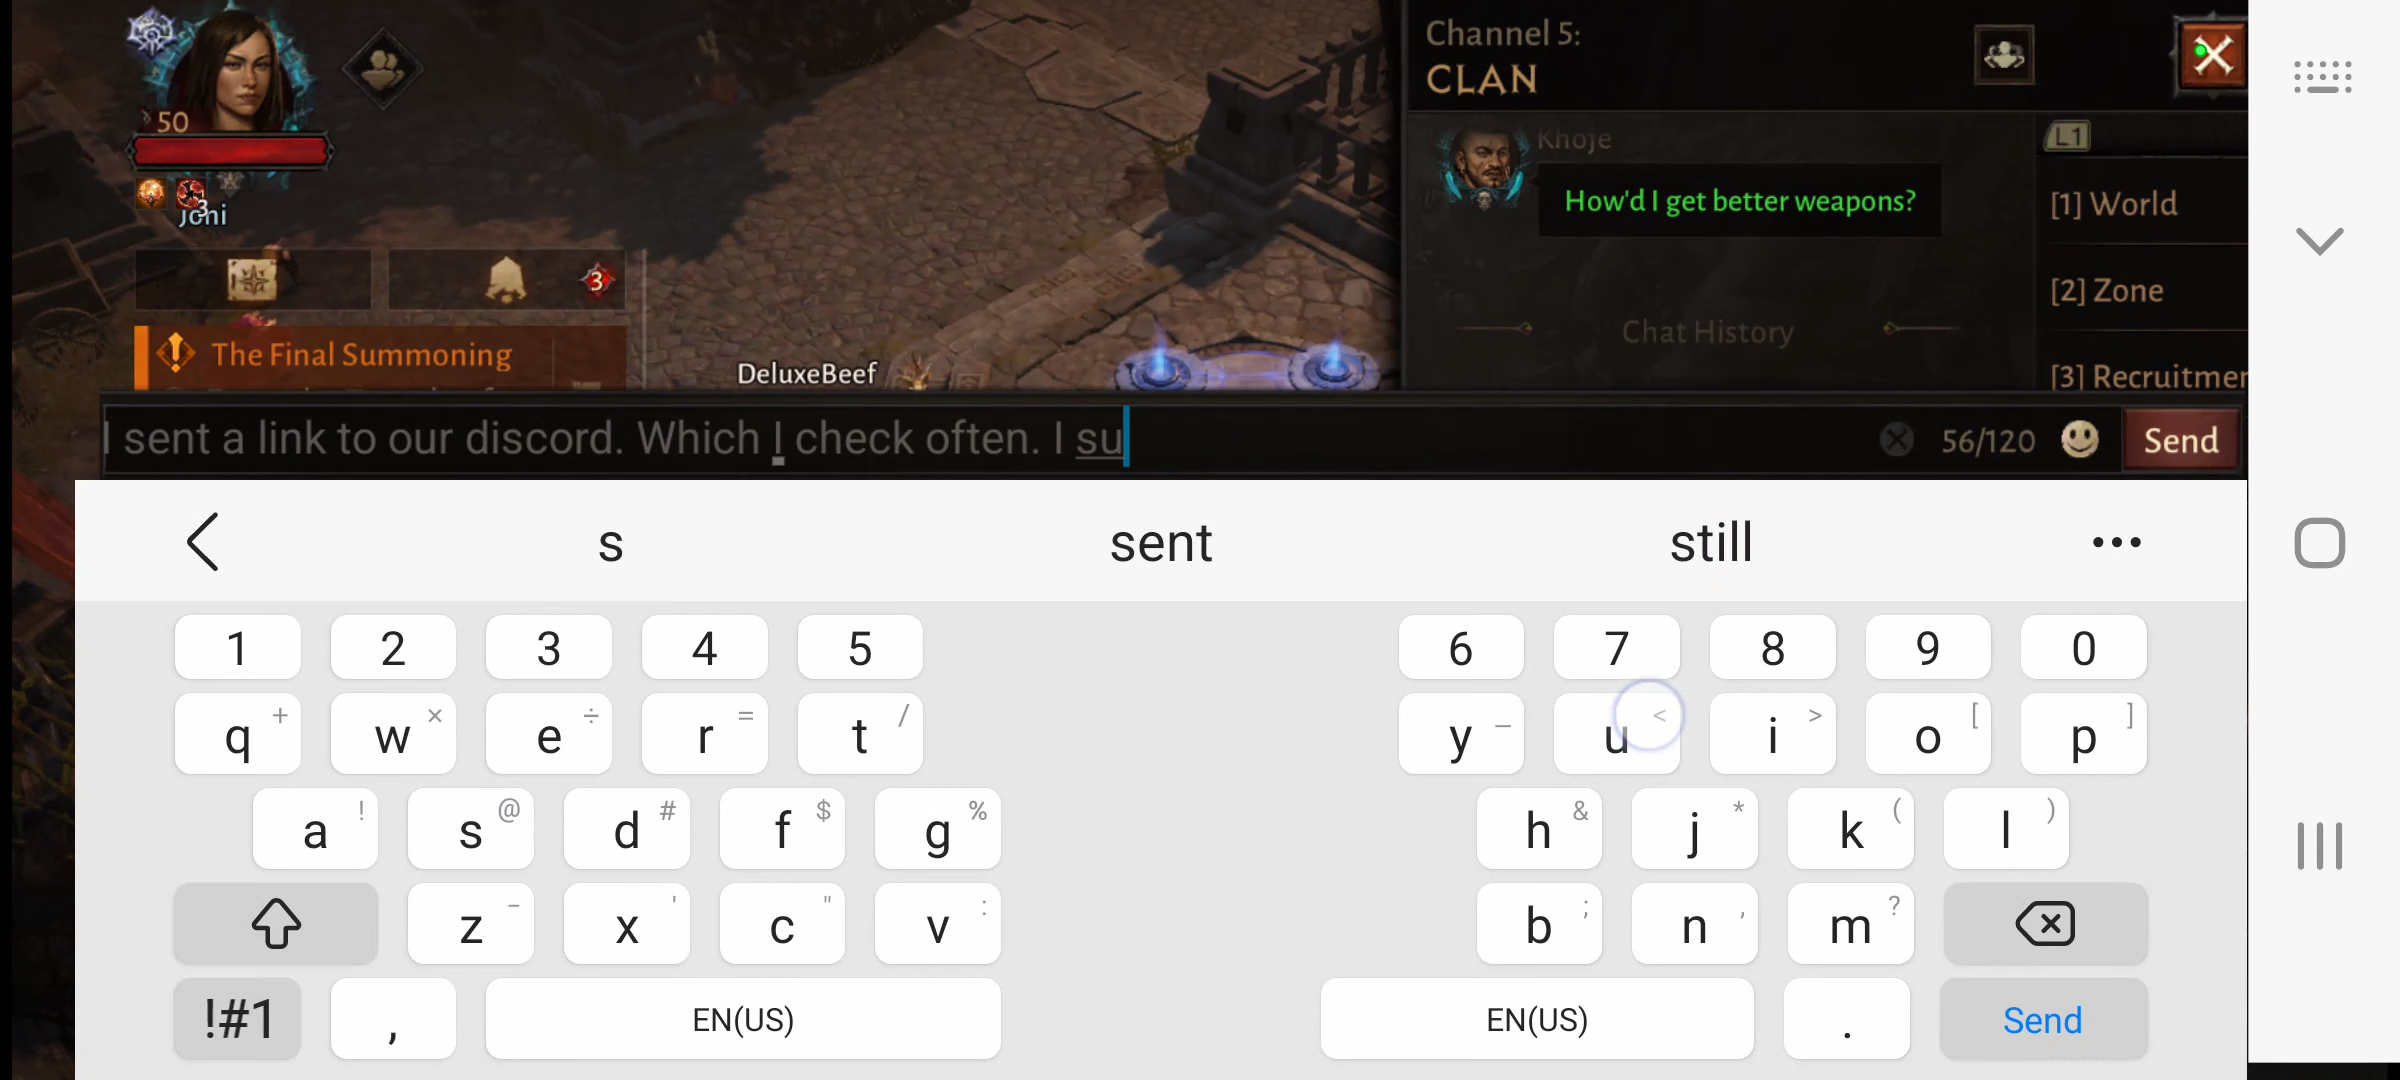 50
3
Joni
3
The Final Summoning
DeluxeBeef
Channel 5:
CLAN
Khoje
How'd I get better weapons?
Chat History
L1
[1] World
[2] Zone
[3] Recruitmer
I sent a link to our discord. Which I check often. I su
56/120
Send
s sent still
1 2 3 4 5 6 7 8 9 0
q + w × e ÷ r = t / y – u < i > o [ p ]
a ! s @ d # f $ g % h & j * k ( l )
z – x ' c " v : b ; n , m ?
!#1 , EN(US) EN(US) . Send